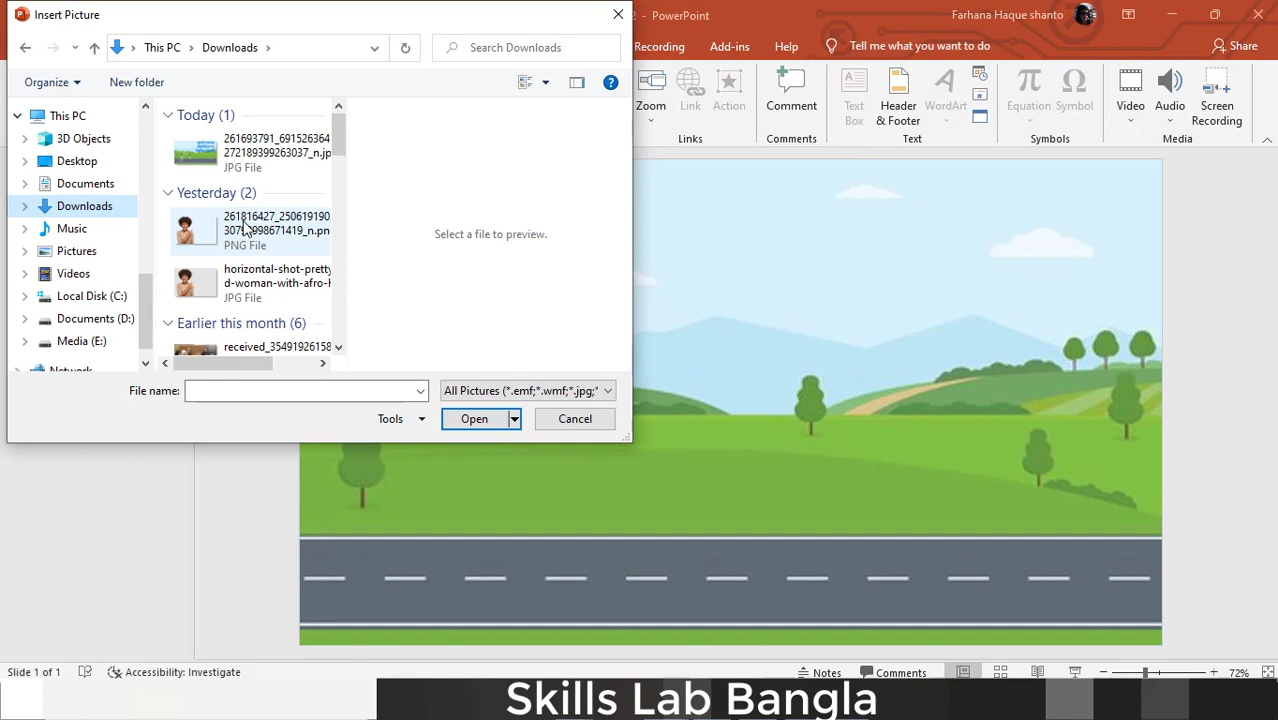 Insert Picture
2 - PowerPoint
Farhana Haque shanto
This PC
Downloads
Search Downloads
Recording
Add-ins
Help
Tell me what you want to do
Share
Organize
New folder
This PC
3D Objects
Desktop
Documents
Downloads
Music
Pictures
Videos
Local Disk (C:)
Documents (D:)
Media (E:)
Network
Today (1)
261693791_691526364
272189399263037_n.jp
JPG File
Yesterday (2)
261816427_250619190
PNG File
horizontal-shot-pretty
d-woman-with-afro-h
JPG File
Earlier this month (6)
received_35491926158
Select a file to preview.
File name:
All Pictures (*.emf;*.wmf;*.jpg;*
Tools
Open
Cancel
Zoom
Link
Action
Links
Comment
Comments
Text
Box
Header
& Footer
WordArt
Text
Equation
Symbol
Symbols
Video
Audio
Screen
Recording
Media
Slide 1 of 1
Accessibility: Investigate
Notes
Comments
72%
Skills Lab Bangla